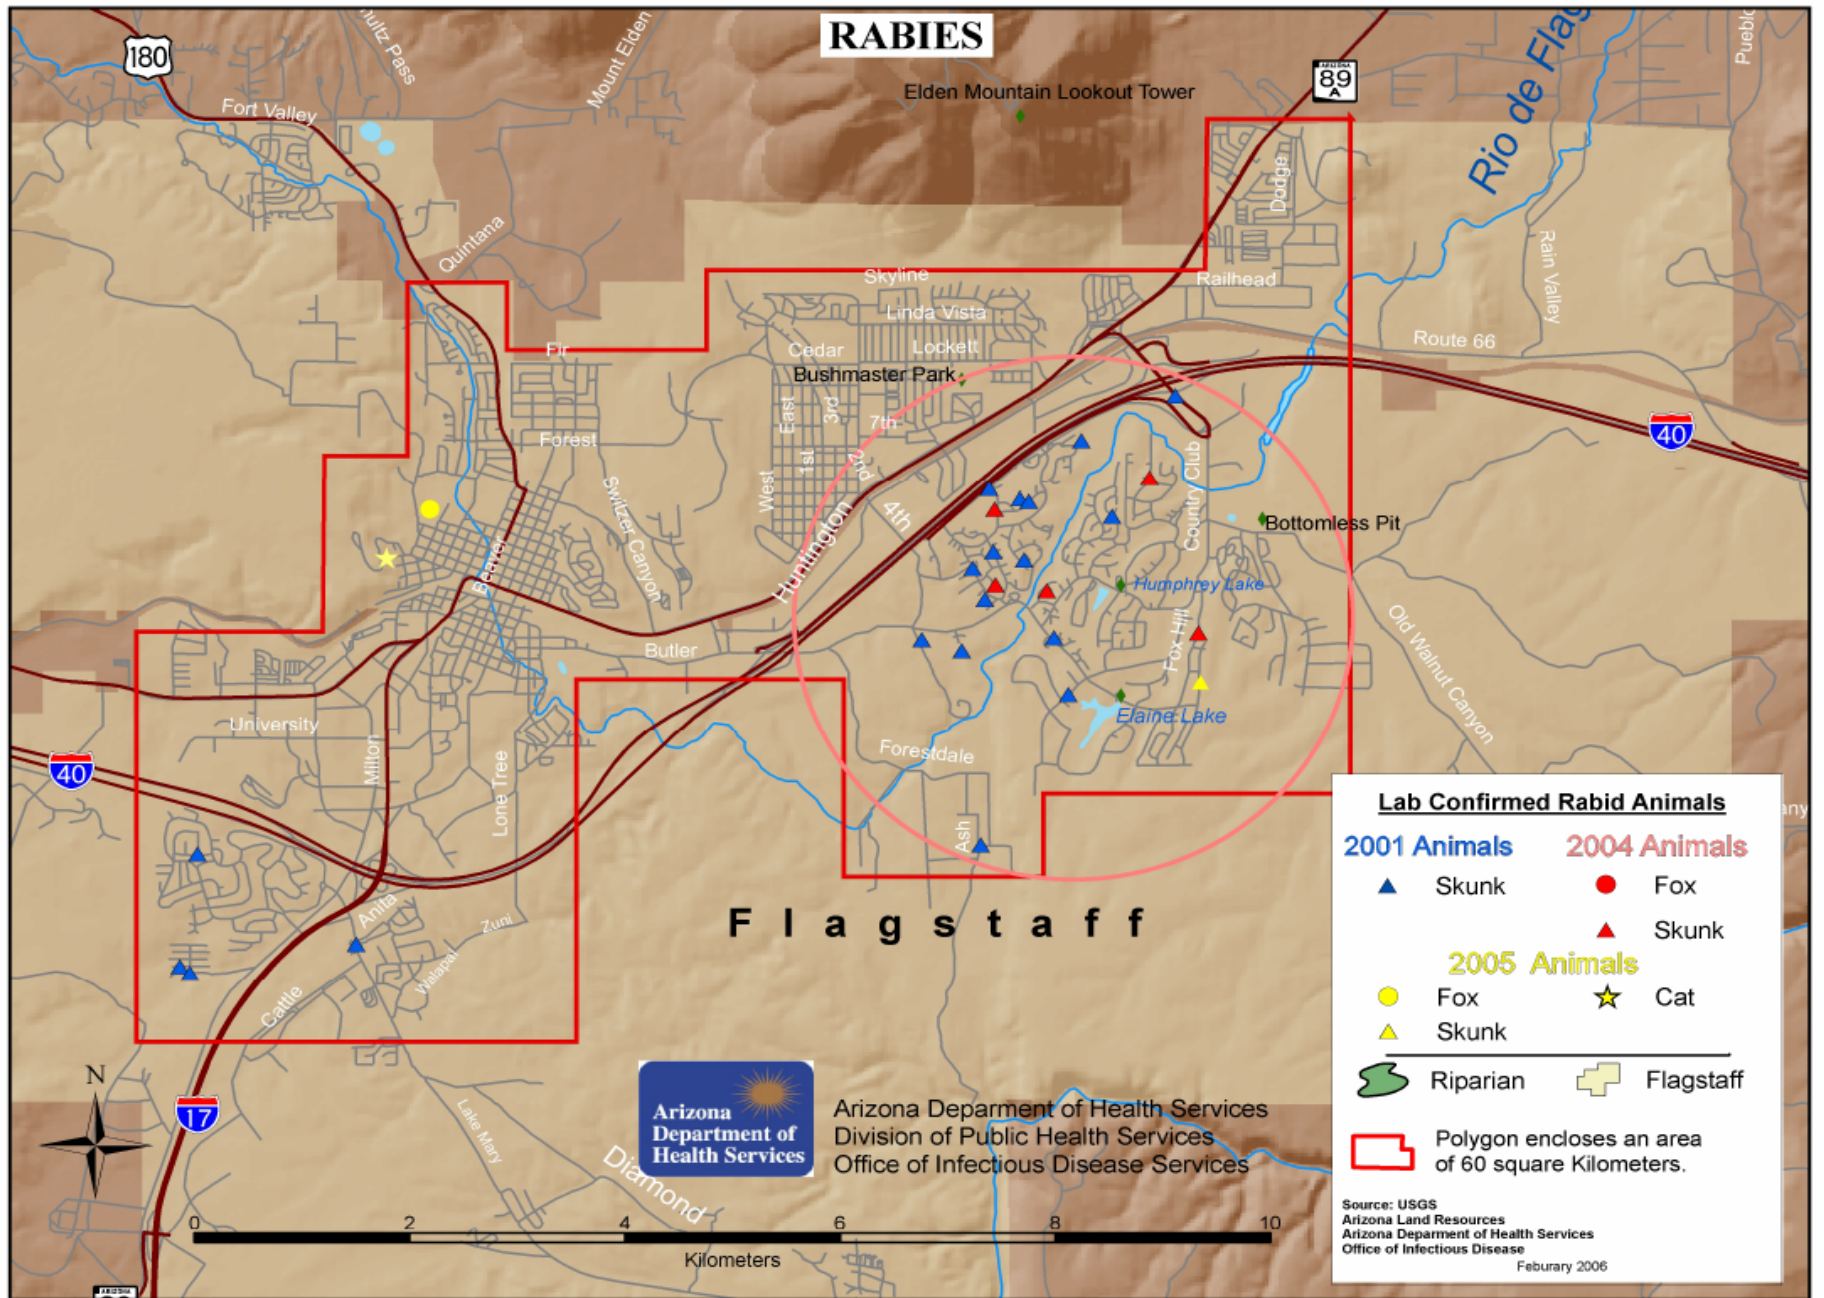 RABIES
180
Schultz Pass
Mount Elden
Elden Mountain Lookout Tower
ARIZONA
89
A
Rio de Flag
Pueblo
Fort Valley
Dodge
Quintana
Skyline
Railhead
Rain Valley
Linda Vista
Fir
Cedar
Lockett
Route 66
Bushmaster Park
East
3rd
7th
Forest
1st
2nd
West
Switzer Canyon
4th
Country Club
40
Bottomless Pit
Huntington
Beaver
Humphrey Lake
Old Walnut Canyon
Butler
Fox Hill
University
Elaine Lake
Milton
Lone Tree
Forestdale
40
Ash
Anita
Zuni
Walapai
Flagstaff
Cattle
N
17
Lake Mary
Diamond
Arizona
Department of
Health Services
Arizona Deparment of Health Services
Division of Public Health Services
Office of Infectious Disease Services
0 2 4 6 8 10
Kilometers
Lab Confirmed Rabid Animals
2001 Animals 2004 Animals
Skunk Fox
Skunk
2005 Animals
Fox Cat
Skunk
Riparian Flagstaff
Polygon encloses an area
of 60 square Kilometers.
Source: USGS
Arizona Land Resources
Arizona Deparment of Health Services
Office of Infectious Disease
Feburary 2006
ARIZONA